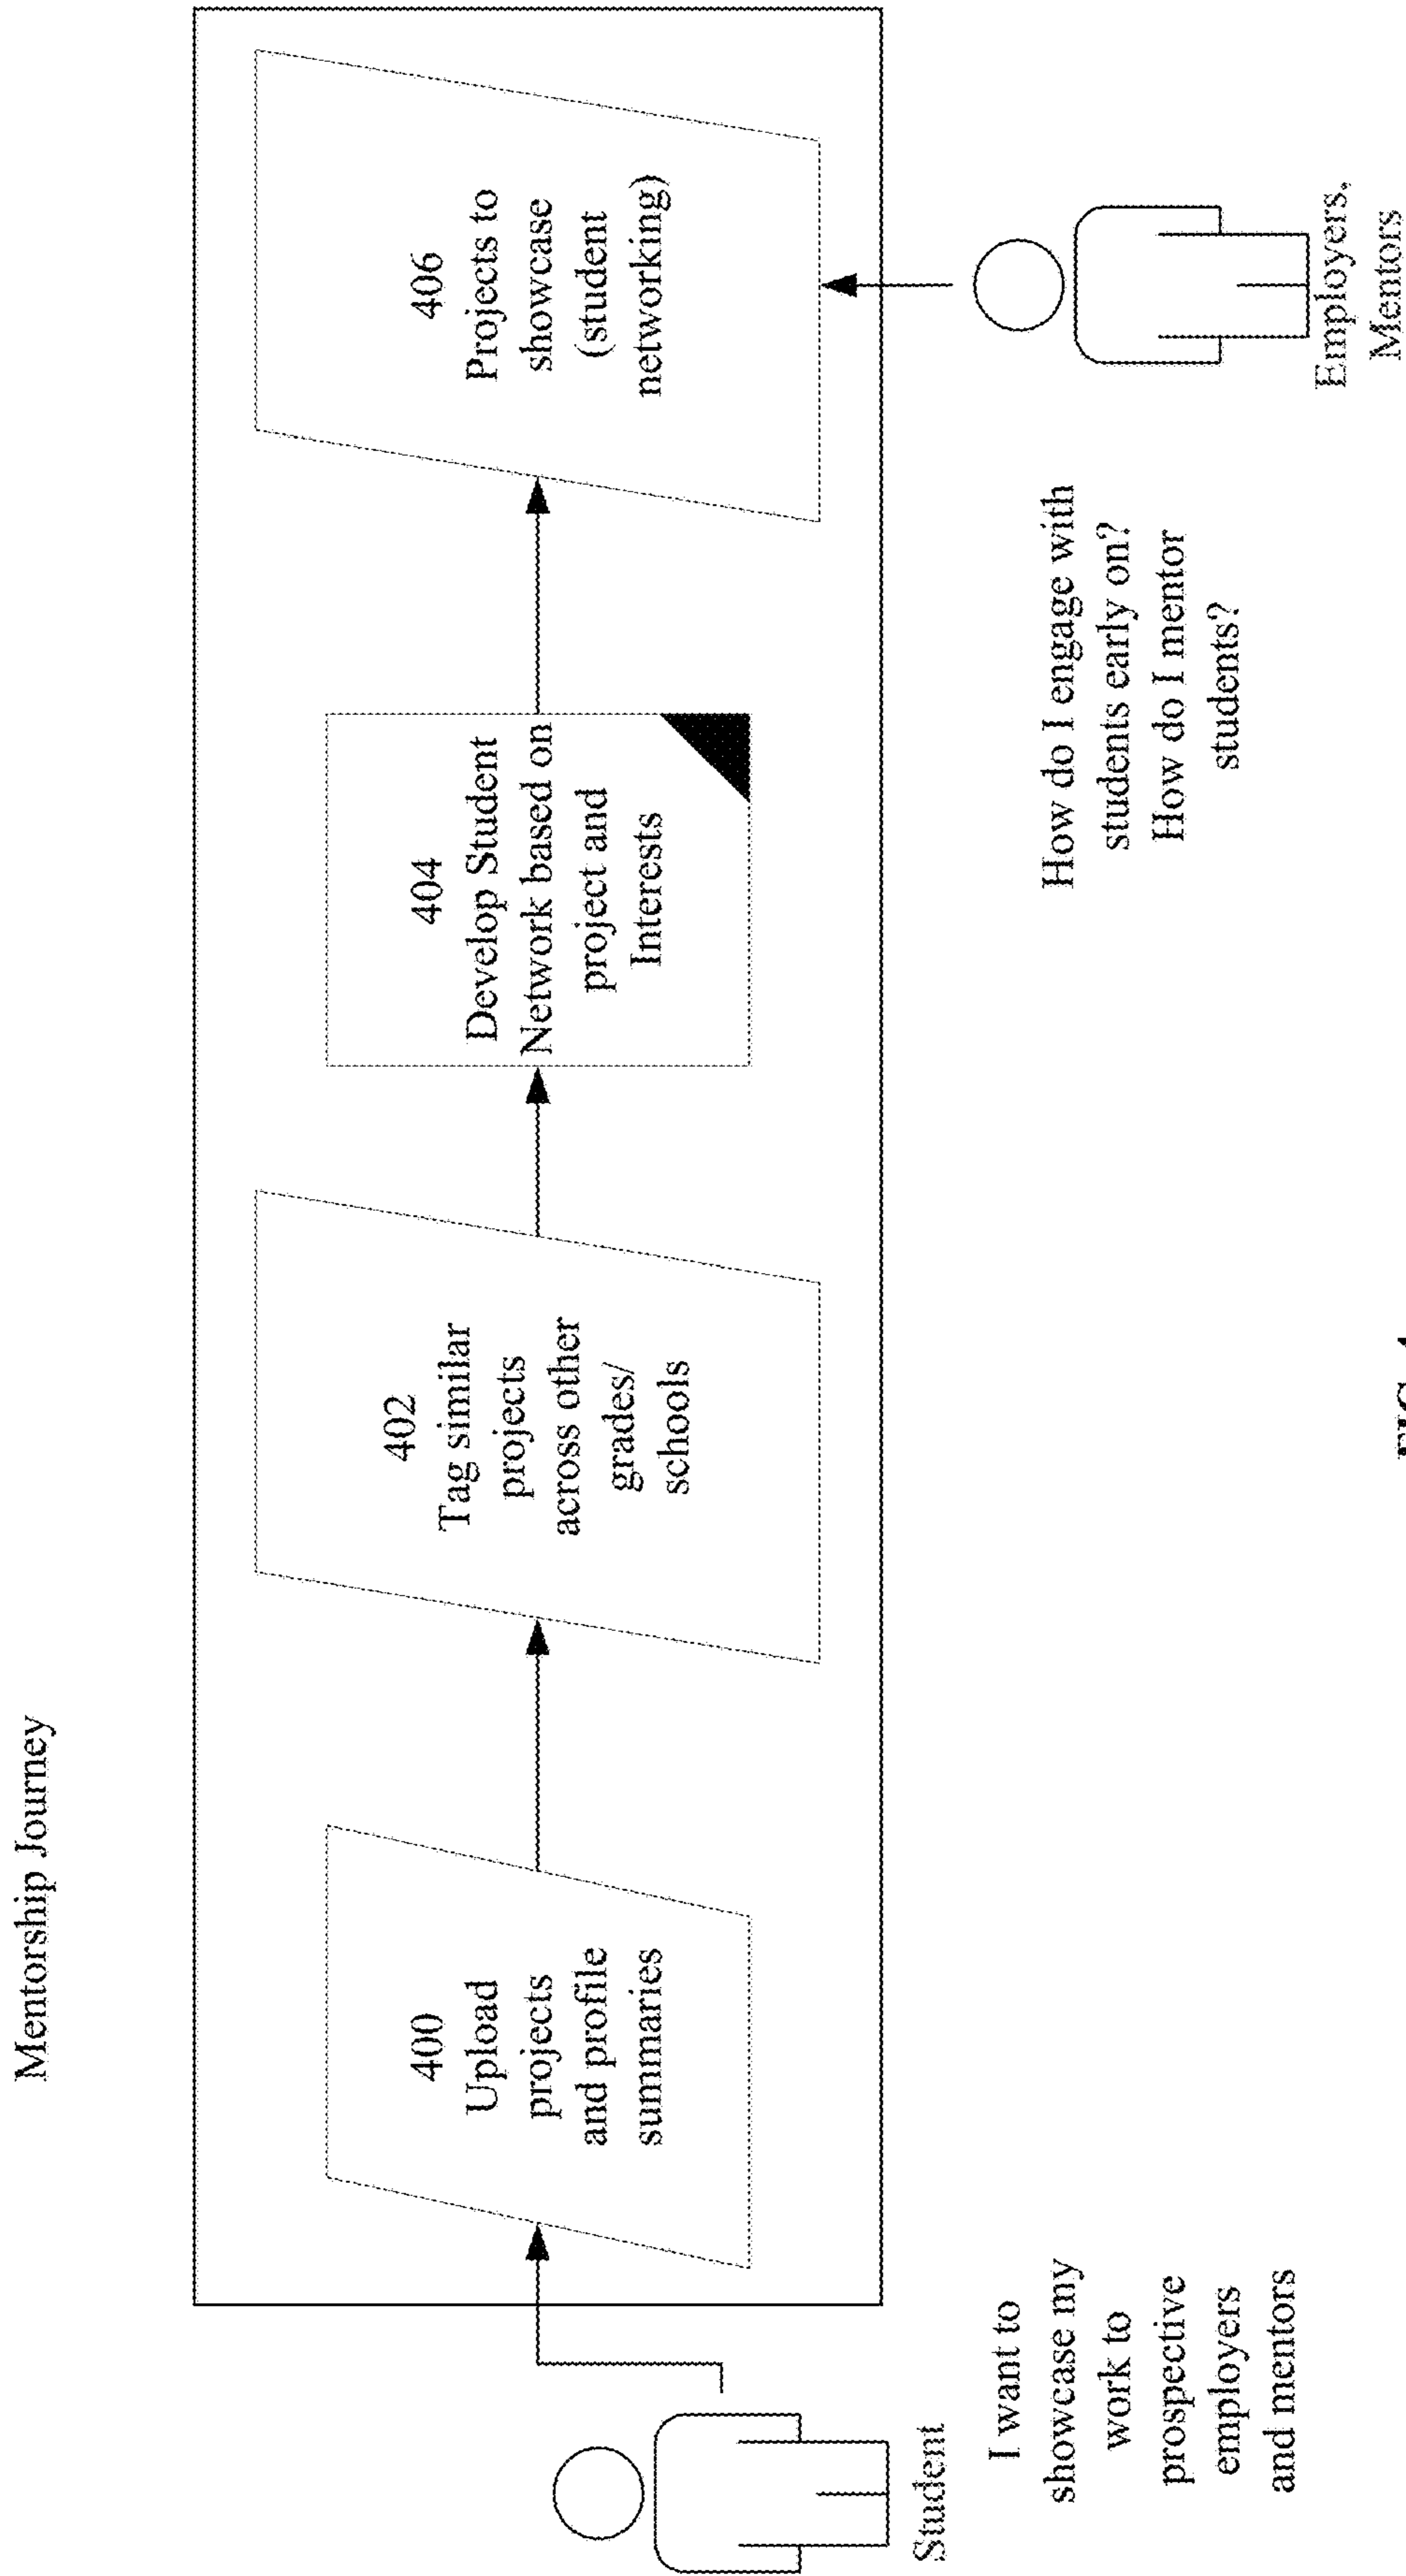 Mentorship Journey
400
Upload
projects
and profile
summaries
402
Tag similar
projects
across other
grades/
schools
404
Develop Student
Network based on
project and
Interests
406
Projects to
showcase
(student
networking)
Student
I want to
showcase my
work to
prospective
employers
and mentors
How do I engage with
students early on?
How do I mentor
students?
Employers,
Mentors